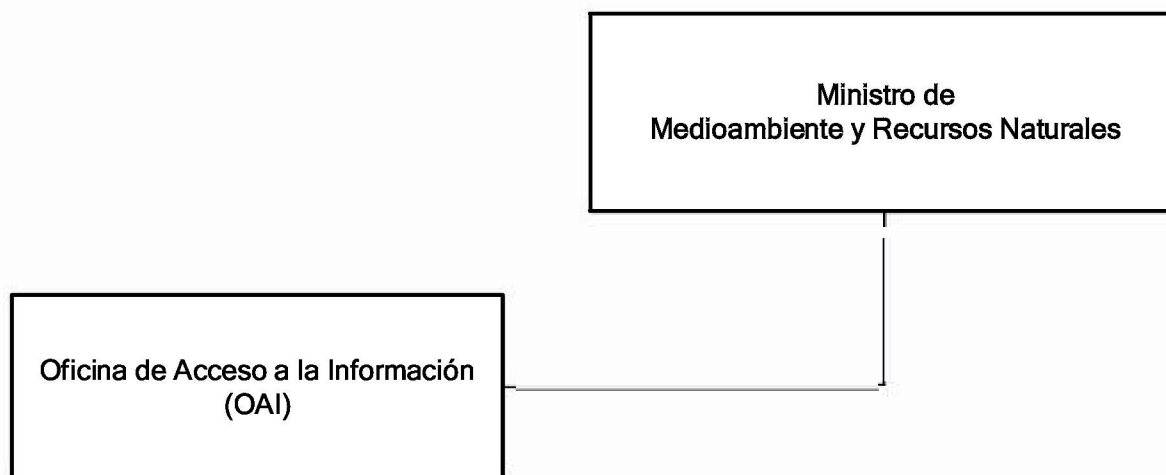 Ministro de
Medioambiente y Recursos Naturales
Oficina de Acceso a la Información
(OAI)